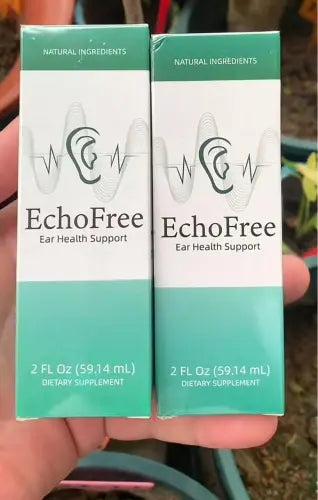 NATURAL INGREDIENTS
EchoFree
Ear Health Support
2 FL Oz (59.14 mL)
DIETARY SUPPLEMENT
NATURAL INGREDIENTS
EchoFree
Ear Health Support
2 FL Oz (59.14 mL)
DIETARY SUPPLEMENT